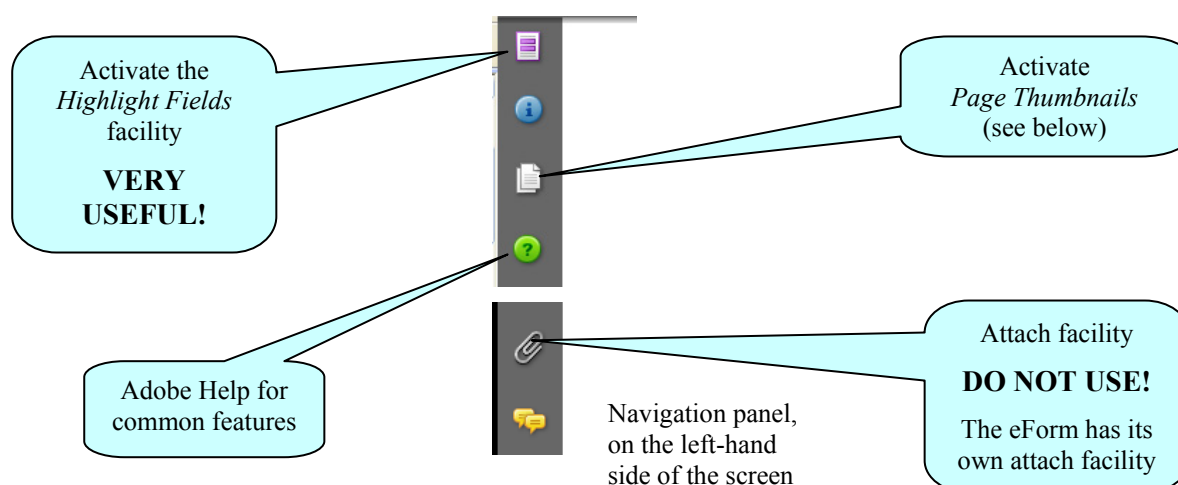 Activate the
Highlight Fields
facility
VERY
USEFUL!
Activate
Page Thumbnails
(see below)
Adobe Help for
common features
Navigation panel,
on the left-hand
side of the screen
Attach facility
DO NOT USE!
The eForm has its
own attach facility